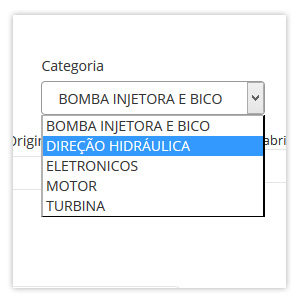 Categoria
BOMBA INJETORA E BICO
BOMBA INJETORA E BICO
DIREÇÃO HIDRÁULICA
ELETRONICOS
MOTOR
TURBINA